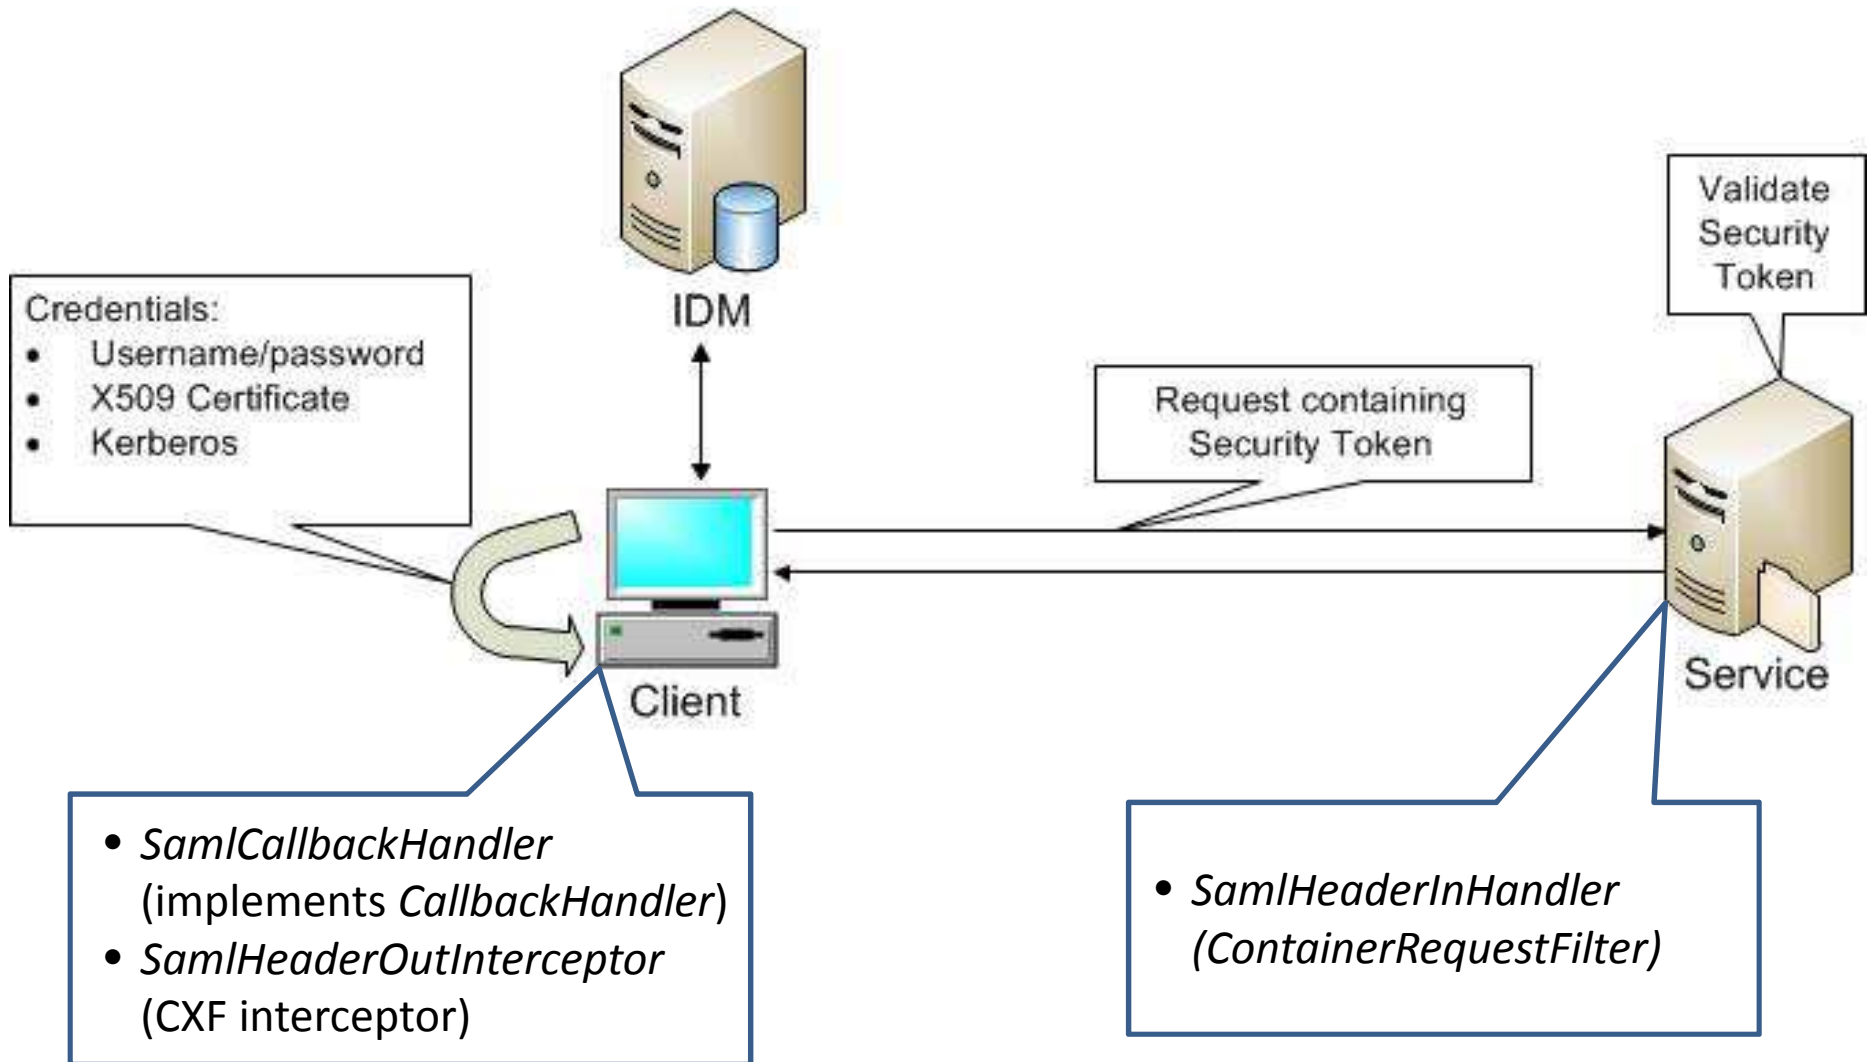 IDM
Validate
Security
Token
Credentials:
• Username/password
• X509 Certificate
• Kerberos
Request containing
Security Token
Client
Service
• SamlCallbackHandler
(implements CallbackHandler)
• SamlHeaderOutInterceptor
(CXF interceptor)
• SamlHeaderInHandler
(ContainerRequestFilter)